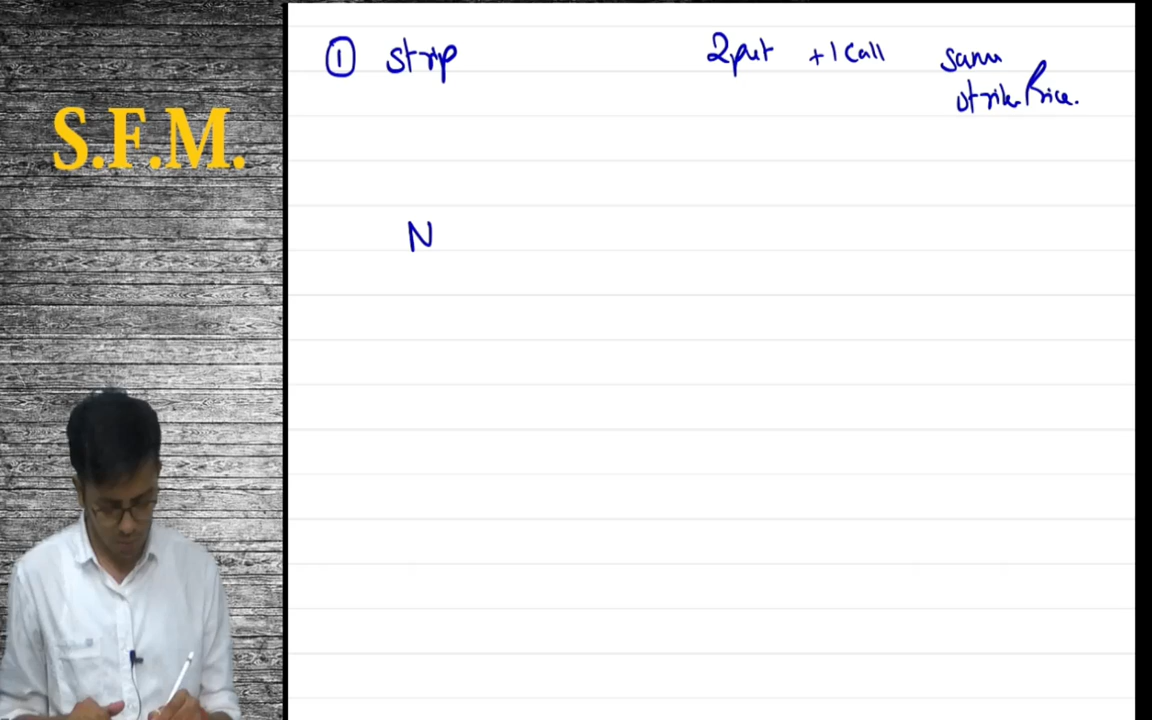 S.F.M.
① Strip 2put + 1 Call Same
Strike Price.
N